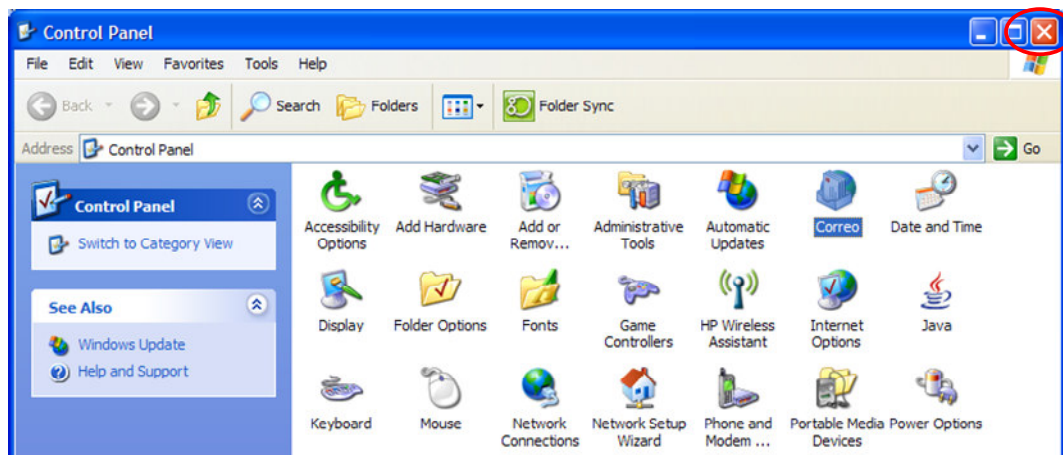 Control Panel
File Edit View Favorites Tools Help
Back Search Folders Folder Sync
Address Control Panel Go
Control Panel
Switch to Category View
See Also
Windows Update
Help and Support
Accessibility Options
Add Hardware
Add or Remov...
Administrative Tools
Automatic Updates
Correo
Date and Time
Display
Folder Options
Fonts
Game Controllers
HP Wireless Assistant
Internet Options
Java
Keyboard
Mouse
Network Connections
Network Setup Wizard
Phone and Modem ...
Portable Media Devices
Power Options